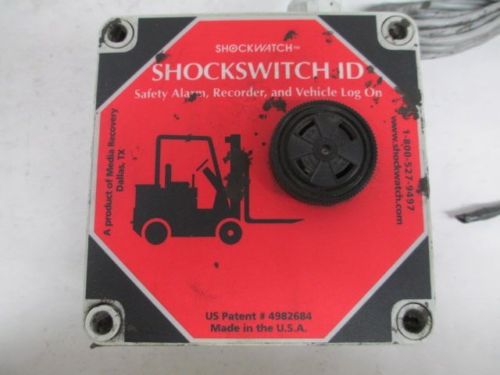 SHOCKWATCH™
SHOCKSWITCH ID
Safety Alarm, Recorder, and Vehicle Log On
A product of Media Recovery
Dallas, TX
1-800-527-9497
www.shockwatch.com
US Patent # 4982684
Made in the U.S.A.